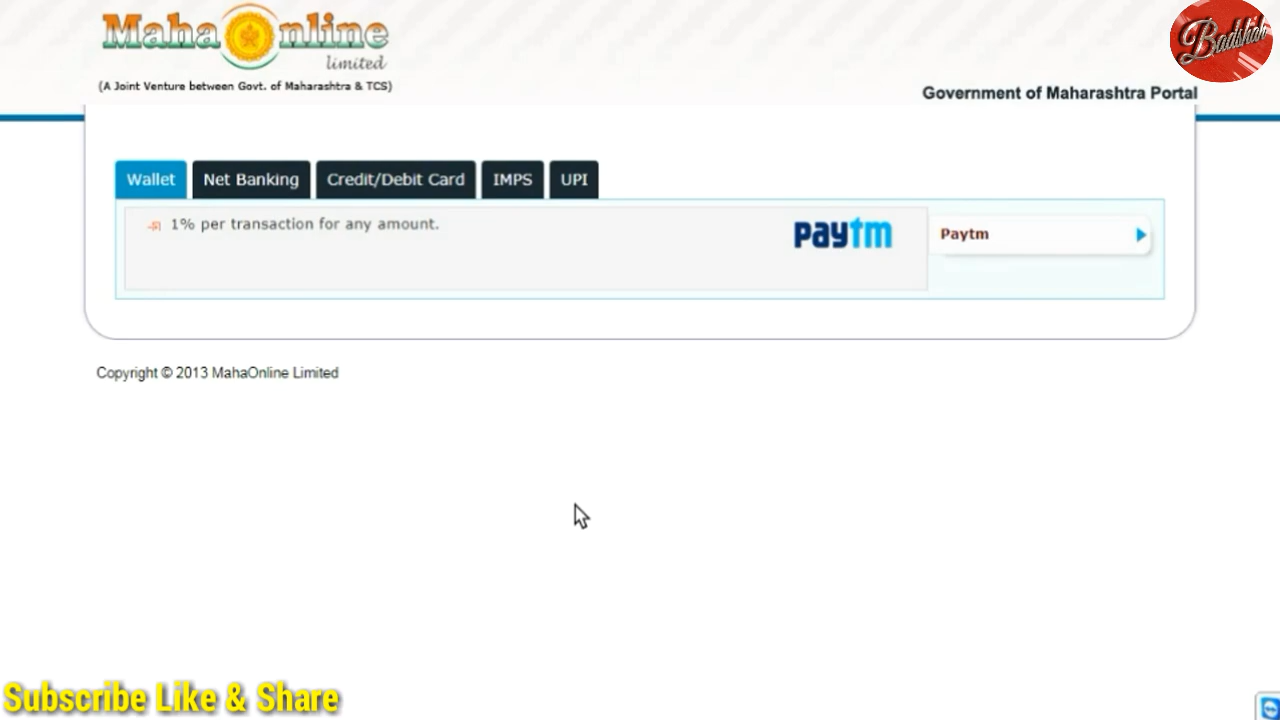 MahaOnline
limited
(A Joint Venture between Govt. of Maharashtra & TCS)
Badshah
Government of Maharashtra Portal
Wallet Net Banking Credit/Debit Card IMPS UPI
1% per transaction for any amount. paytm Paytm
Copyright © 2013 MahaOnline Limited
Subscribe Like & Share